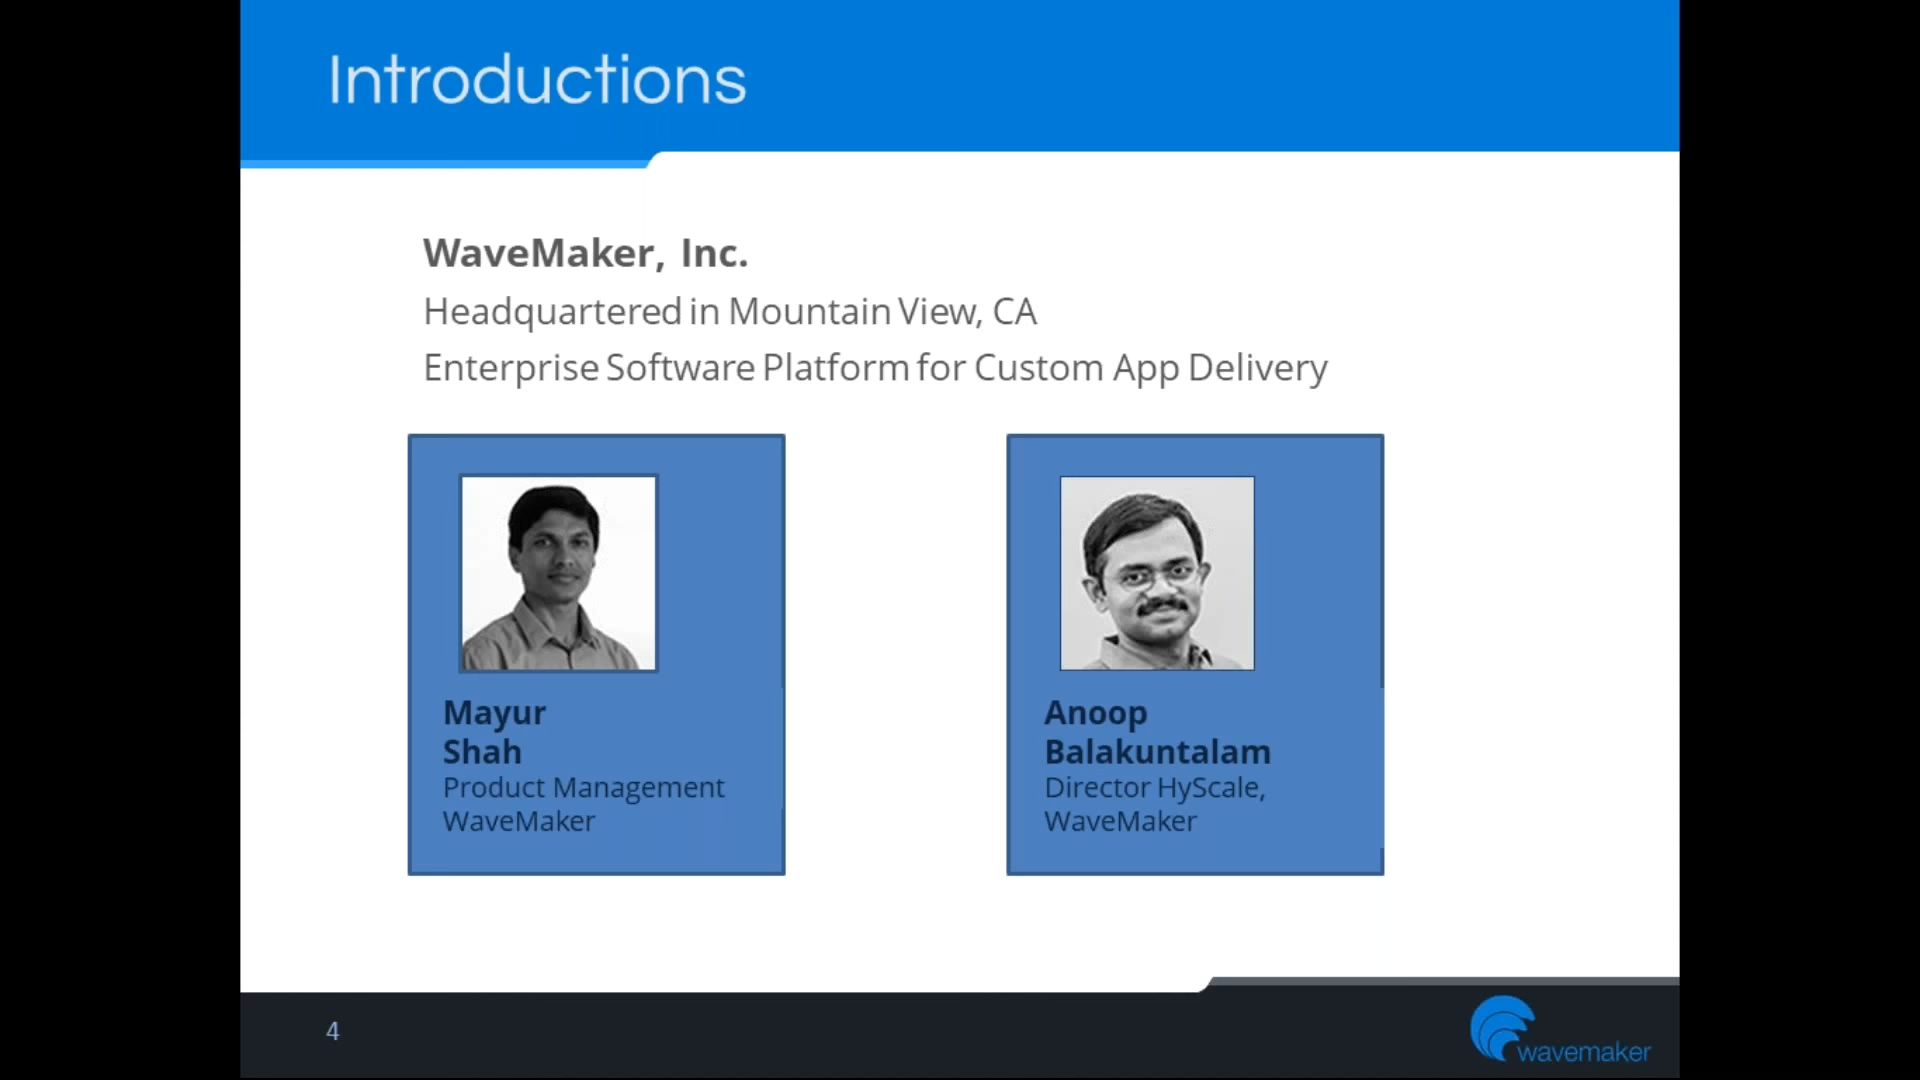 Introductions
WaveMaker, Inc.
Headquartered in Mountain View, CA
Enterprise Software Platform for Custom App Delivery
Mayur
Shah
Product Management
WaveMaker
Anoop
Balakuntalam
Director HyScale,
WaveMaker
4
wavemaker